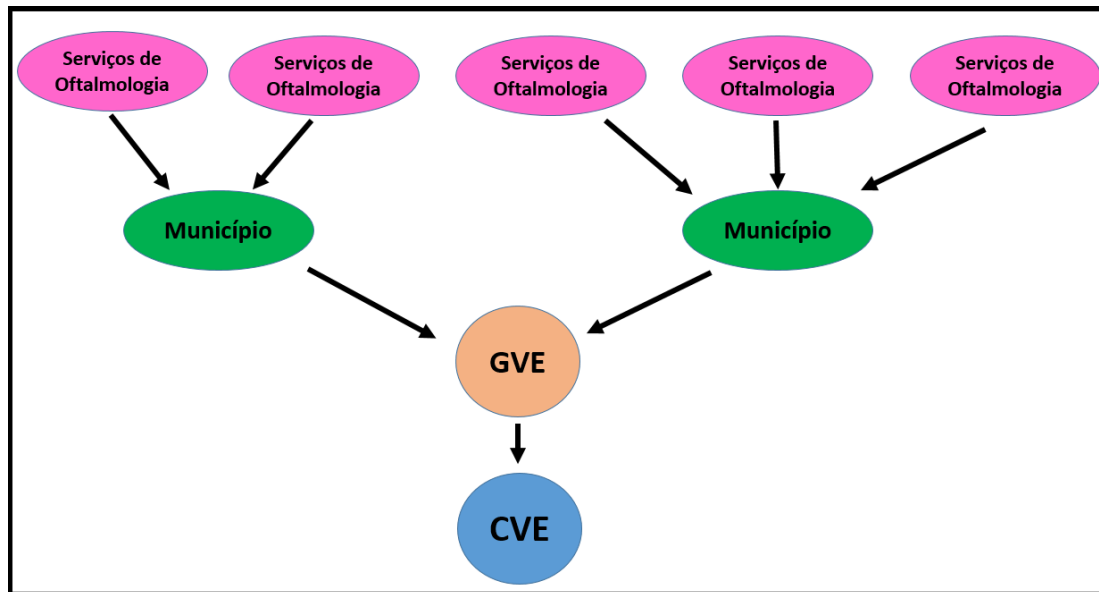 Serviços de
Oftalmologia
Serviços de
Oftalmologia
Serviços de
Oftalmologia
Serviços de
Oftalmologia
Serviços de
Oftalmologia
Município
Município
GVE
CVE